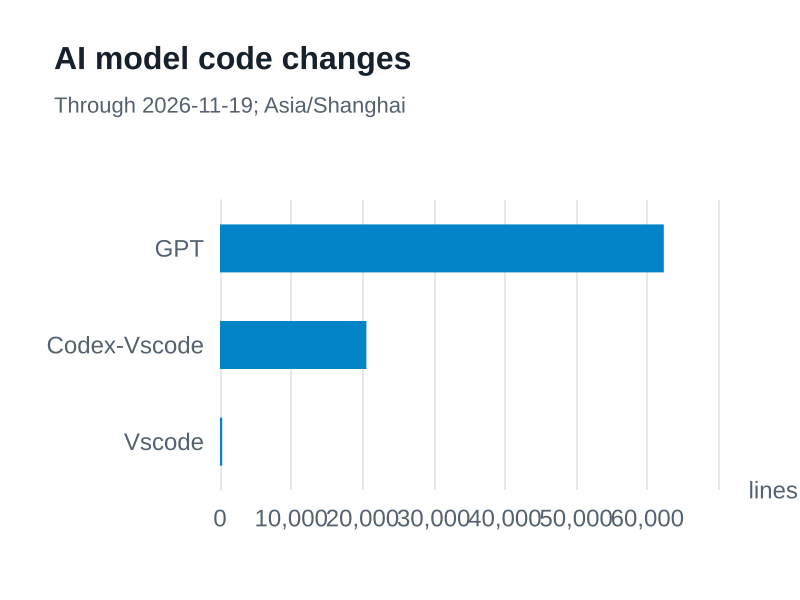 AI model code changes
Through 2026-11-19; Asia/Shanghai
GPT
Codex-Vscode
Vscode
lines
0 10,000 20,000 30,000 40,000 50,000 60,000